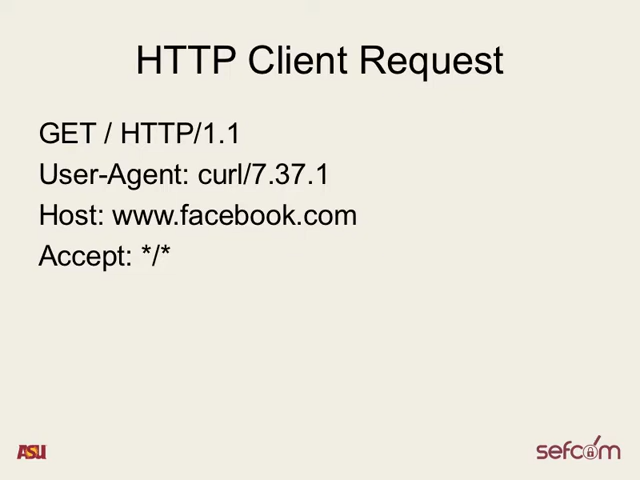 HTTP Client Request
GET / HTTP/1.1
User-Agent: curl/7.37.1
Host: www.facebook.com
Accept: */*
ASU
sefcom